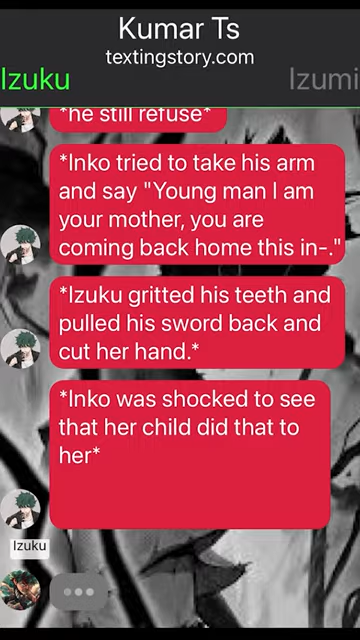 Kumar Ts
textingstory.com
Izuku
Izumi
*he still refuse*
*Inko tried to take his arm
and say "Young man I am
your mother, you are
coming back home this in-."
*Izuku gritted his teeth and
pulled his sword back and
cut her hand.*
*Inko was shocked to see
that her child did that to
her*
Izuku